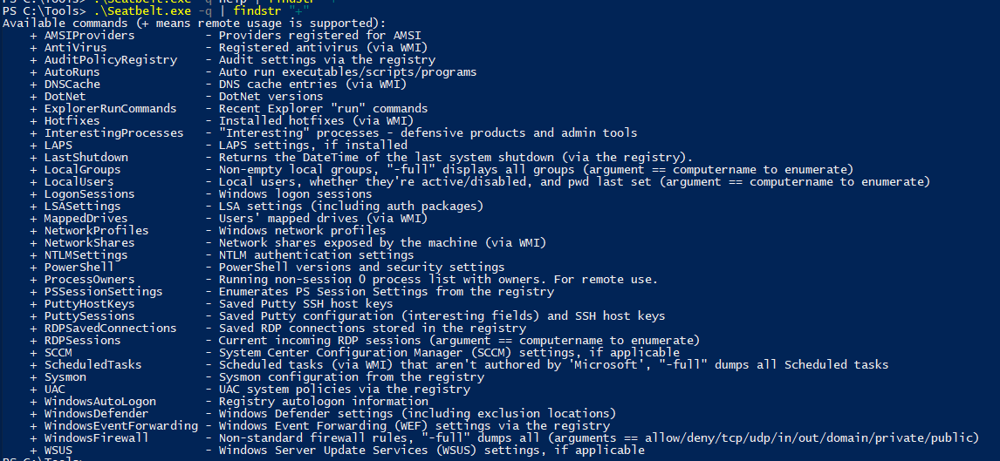 PS C:\Tools> .\Seatbelt.exe -q help | findstr "+"
PS C:\Tools> .\Seatbelt.exe -q | findstr "+"
Available commands (+ means remote usage is supported):
+ AMSIProviders - Providers registered for AMSI
+ AntiVirus - Registered antivirus (via WMI)
+ AuditPolicyRegistry - Audit settings via the registry
+ AutoRuns - Auto run executables/scripts/programs
+ DNSCache - DNS cache entries (via WMI)
+ DotNet - DotNet versions
+ ExplorerRunCommands - Recent Explorer "run" commands
+ Hotfixes - Installed hotfixes (via WMI)
+ InterestingProcesses - "Interesting" processes - defensive products and admin tools
+ LAPS - LAPS settings, if installed
+ LastShutdown - Returns the DateTime of the last system shutdown (via the registry).
+ LocalGroups - Non-empty local groups, "-full" displays all groups (argument == computername to enumerate)
+ LocalUsers - Local users, whether they're active/disabled, and pwd last set (argument == computername to enumerate)
+ LogonSessions - Windows logon sessions
+ LSASettings - LSA settings (including auth packages)
+ MappedDrives - Users' mapped drives (via WMI)
+ NetworkProfiles - Windows network profiles
+ NetworkShares - Network shares exposed by the machine (via WMI)
+ NTLMSettings - NTLM authentication settings
+ PowerShell - PowerShell versions and security settings
+ ProcessOwners - Running non-session 0 process list with owners. For remote use.
+ PSSessionSettings - Enumerates PS Session Settings from the registry
+ PuttyHostKeys - Saved Putty SSH host keys
+ PuttySessions - Saved Putty configuration (interesting fields) and SSH host keys
+ RDPSavedConnections - Saved RDP connections stored in the registry
+ RDPSessions - Current incoming RDP sessions (argument == computername to enumerate)
+ SCCM - System Center Configuration Manager (SCCM) settings, if applicable
+ ScheduledTasks - Scheduled tasks (via WMI) that aren't authored by 'Microsoft', "-full" dumps all Scheduled tasks
+ Sysmon - Sysmon configuration from the registry
+ UAC - UAC system policies via the registry
+ WindowsAutoLogon - Registry autologon information
+ WindowsDefender - Windows Defender settings (including exclusion locations)
+ WindowsEventForwarding - Windows Event Forwarding (WEF) settings via the registry
+ WindowsFirewall - Non-standard firewall rules, "-full" dumps all (arguments == allow/deny/tcp/udp/in/out/domain/private/public)
+ WSUS - Windows Server Update Services (WSUS) settings, if applicable
PS C:\Tools>